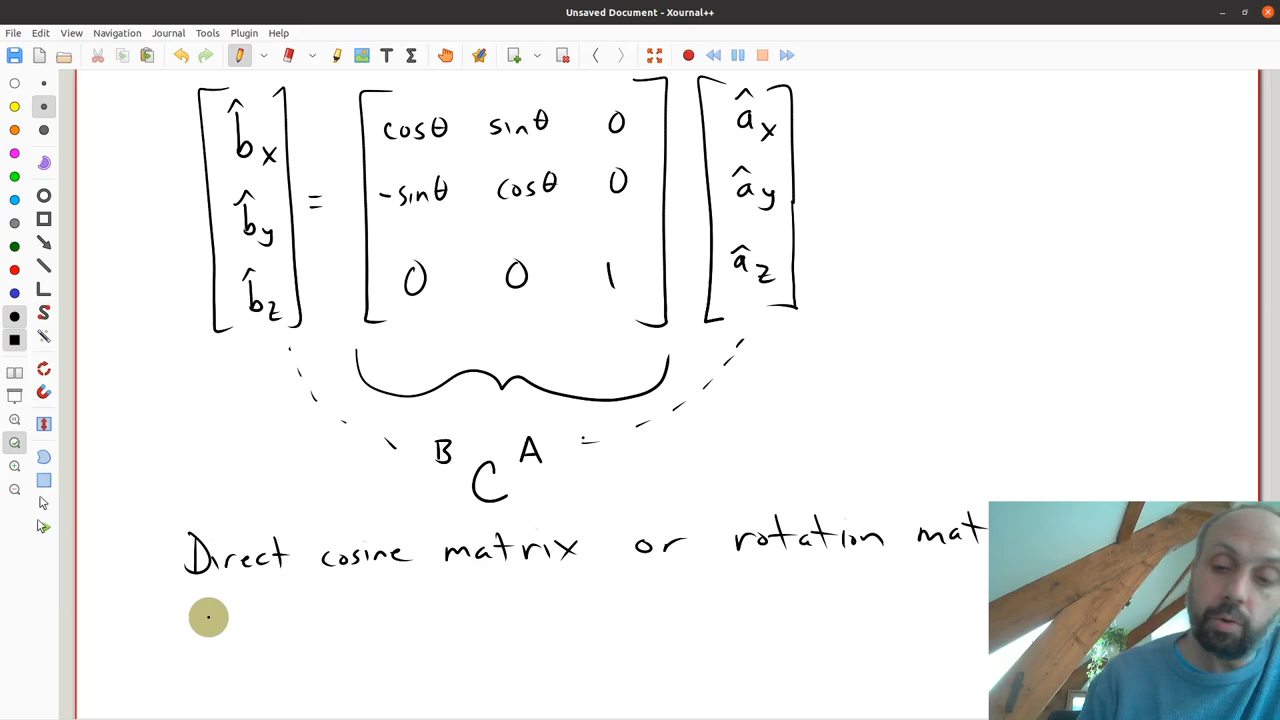 Unsaved Document - Xournal++
File Edit View Navigation Journal Tools Plugin Help
b̂x cosθ sinθ 0 âx
b̂y = -sinθ cosθ 0 ây
b̂z 0 0 1 âz
B C A
Direct cosine matrix or rotation mat